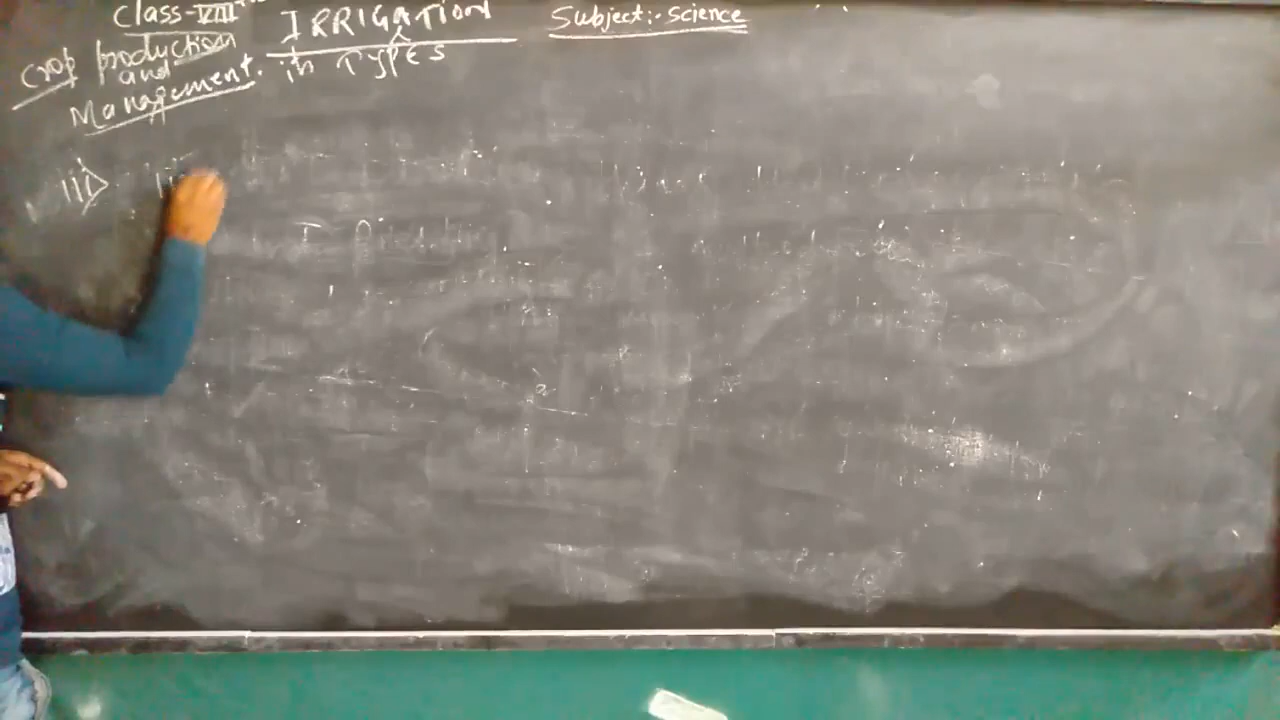 Class-VIII
IRRIGATION
Subject:- Science
Crop production
and
Management.
in TYPES
iii)